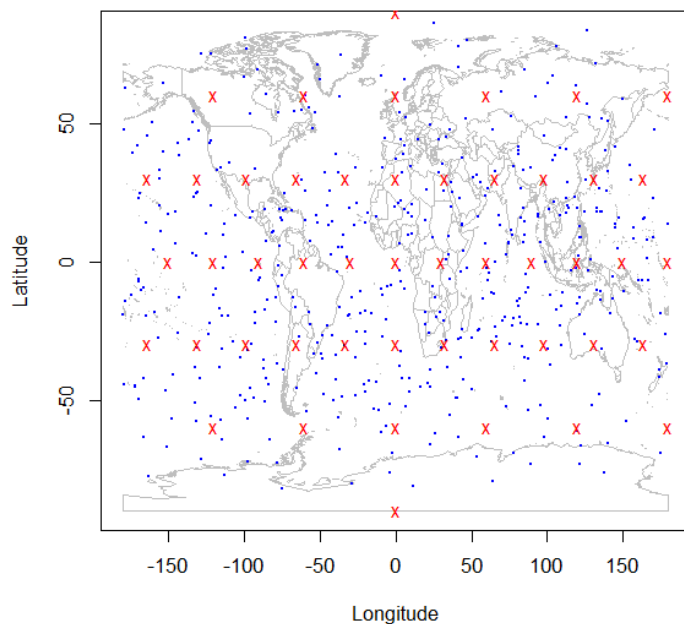 Latitude
50
0
-50
-150 -100 -50 0 50 100 150
Longitude
X
X X X X X X
X X X X X X X X X X X
X X X X X X X X X X X X
X X X X X X X X X X X
X X X X X X
X